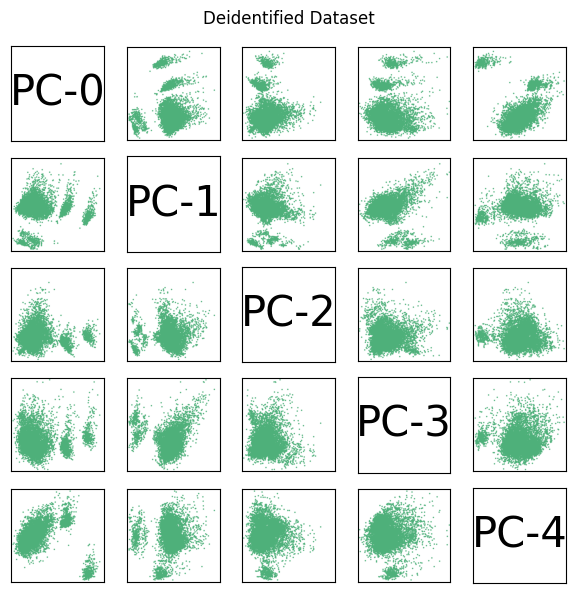 Deidentified Dataset
PC-0
PC-1
PC-2
PC-3
PC-4